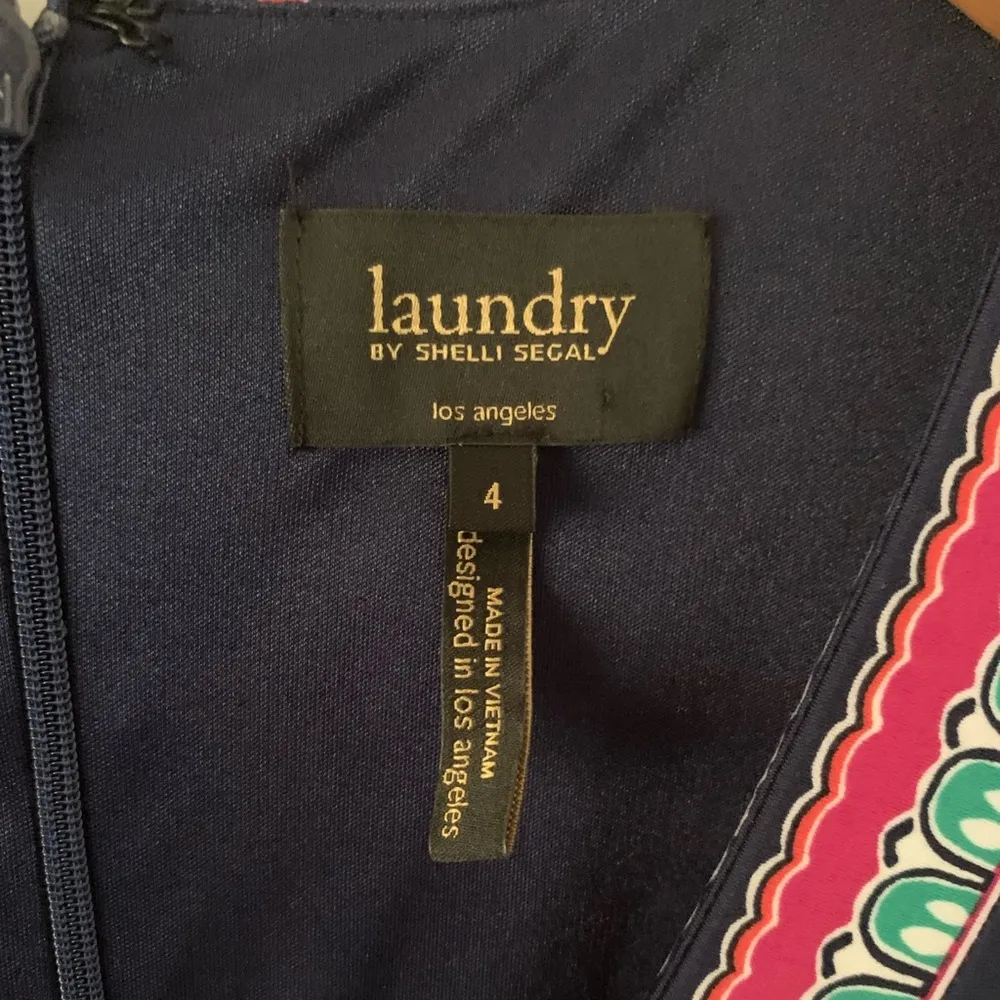 laundry
BY SHELLI SEGAL
los angeles
4
MADE IN VIETNAM
designed in los angeles